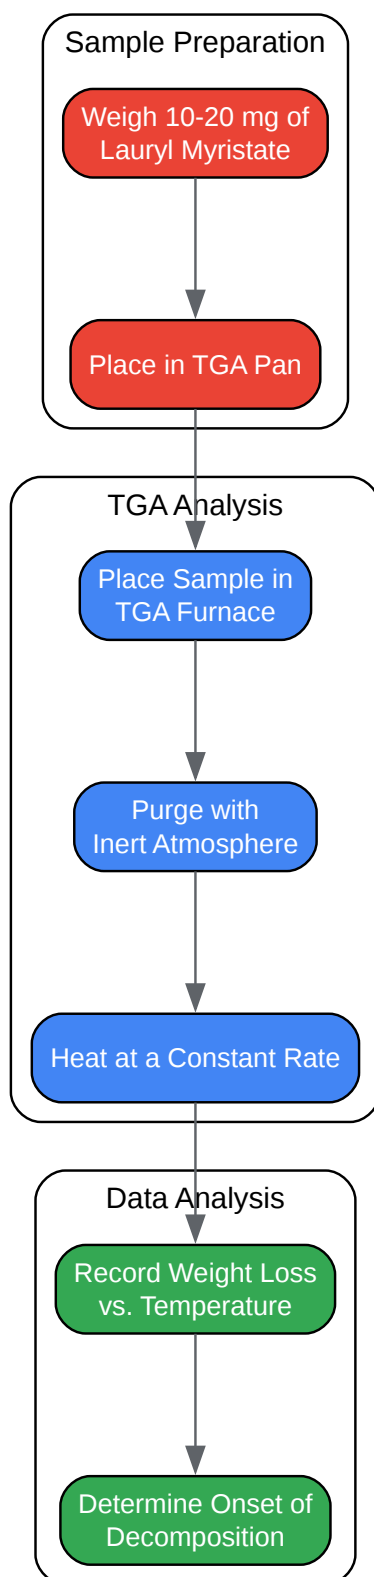 Sample Preparation
Weigh 10-20 mg of
Lauryl Myristate
Place in TGA Pan
TGA Analysis
Place Sample in
TGA Furnace
Purge with
Inert Atmosphere
Heat at a Constant Rate
Data Analysis
Record Weight Loss
vs. Temperature
Determine Onset of
Decomposition